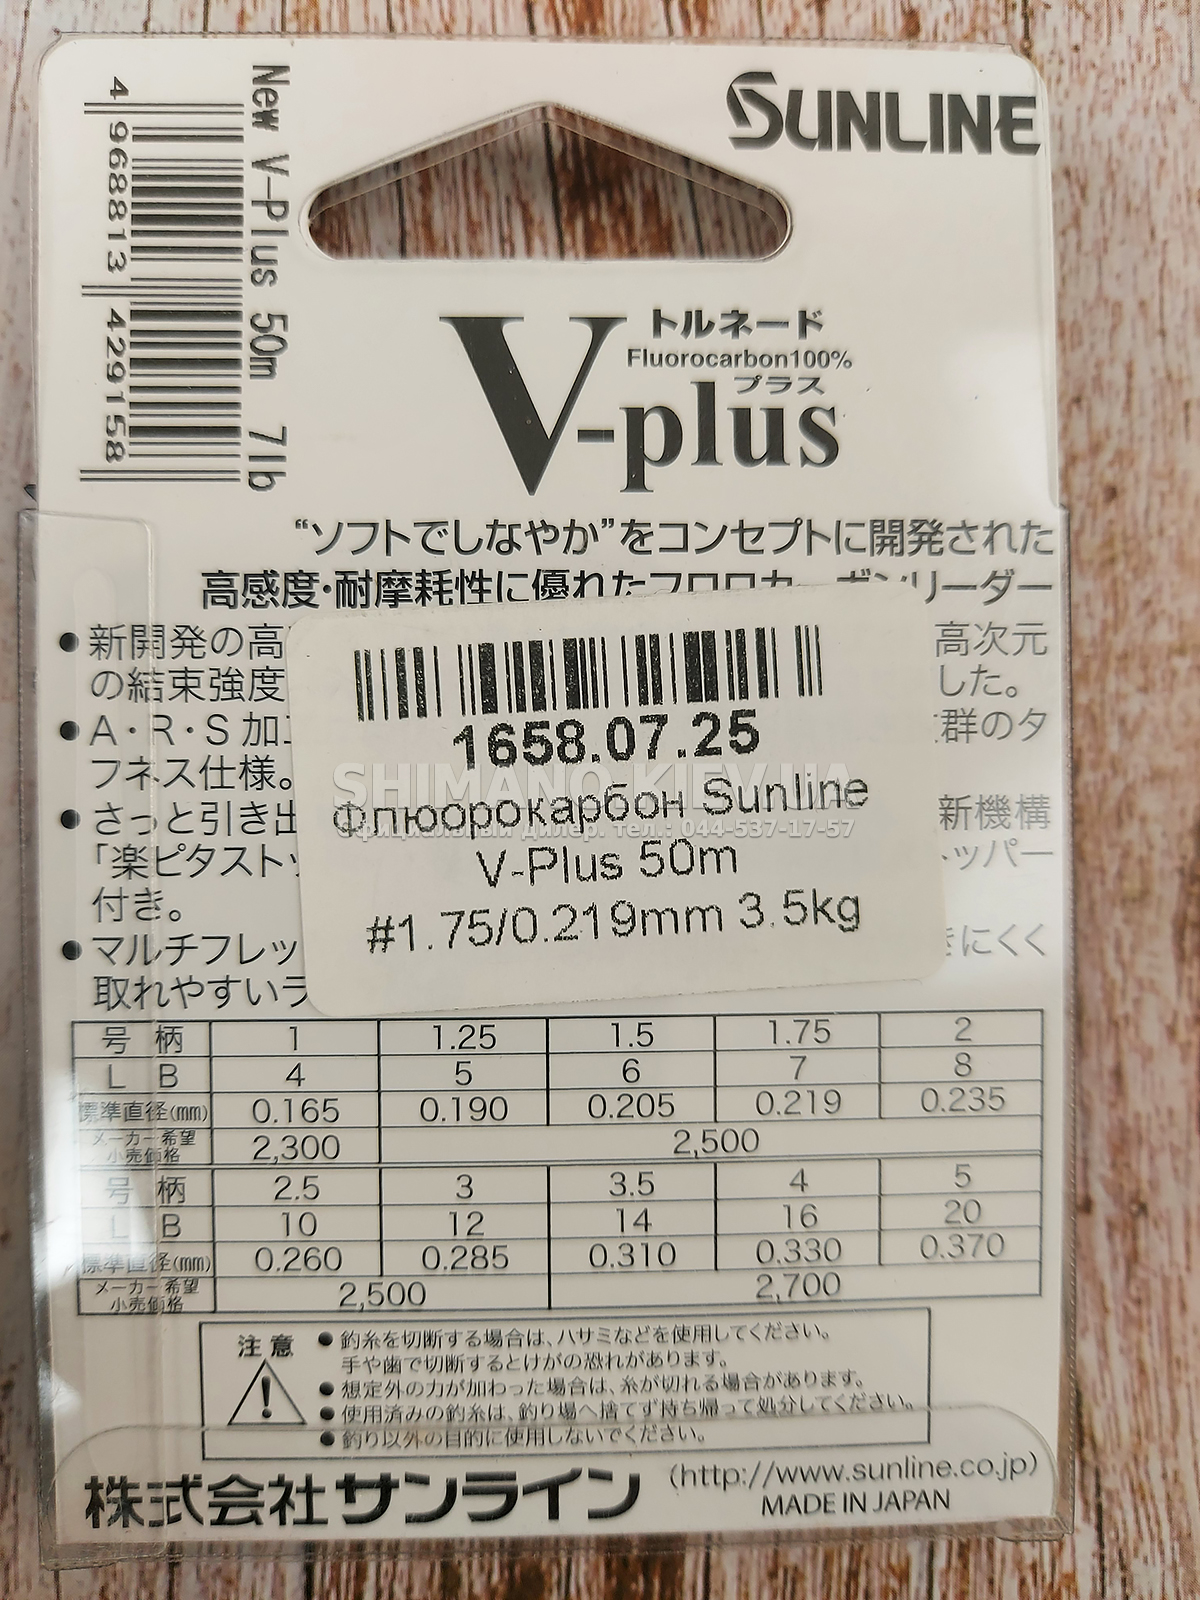 SUNLINE
New V-Plus 50m 7lb
4 968813 429158
トルネード
Fluorocarbon100%
プラス
V-plus
“ソフトでしなやか”をコンセプトに開発された
高感度・耐摩耗性に優れたフロロカーボンリーダー
●新開発の高 高次元
の結束強度 した。
●A・R・S加工 抜群のタ
フネス仕様。
●さっと引き出 新機構
「楽ピタストッ トッパー
付き。
●マルチフレッ きにくく
取れやすいラ
1658.07.25
SHIMANO.KIEV.UA
Флюорокарбон Sunline
официальный дилер. тел.: 044-537-17-57
V-Plus 50m
#1.75/0.219mm 3.5kg
号柄 1 1.25 1.5 1.75 2
LB 4 5 6 7 8
標準直径(mm) 0.165 0.190 0.205 0.219 0.235
メーカー希望小売価格 2,300 2,500
号柄 2.5 3 3.5 4 5
LB 10 12 14 16 20
標準直径(mm) 0.260 0.285 0.310 0.330 0.370
メーカー希望小売価格 2,500 2,700
注意
●釣糸を切断する場合は、ハサミなどを使用してください。
手や歯で切断するとけがの恐れがあります。
●想定外の力が加わった場合は、糸が切れる場合があります。
●使用済みの釣糸は、釣り場へ捨てず持ち帰って処分してください。
●釣り以外の目的に使用しないでください。
株式会社サンライン (http://www.sunline.co.jp)
MADE IN JAPAN